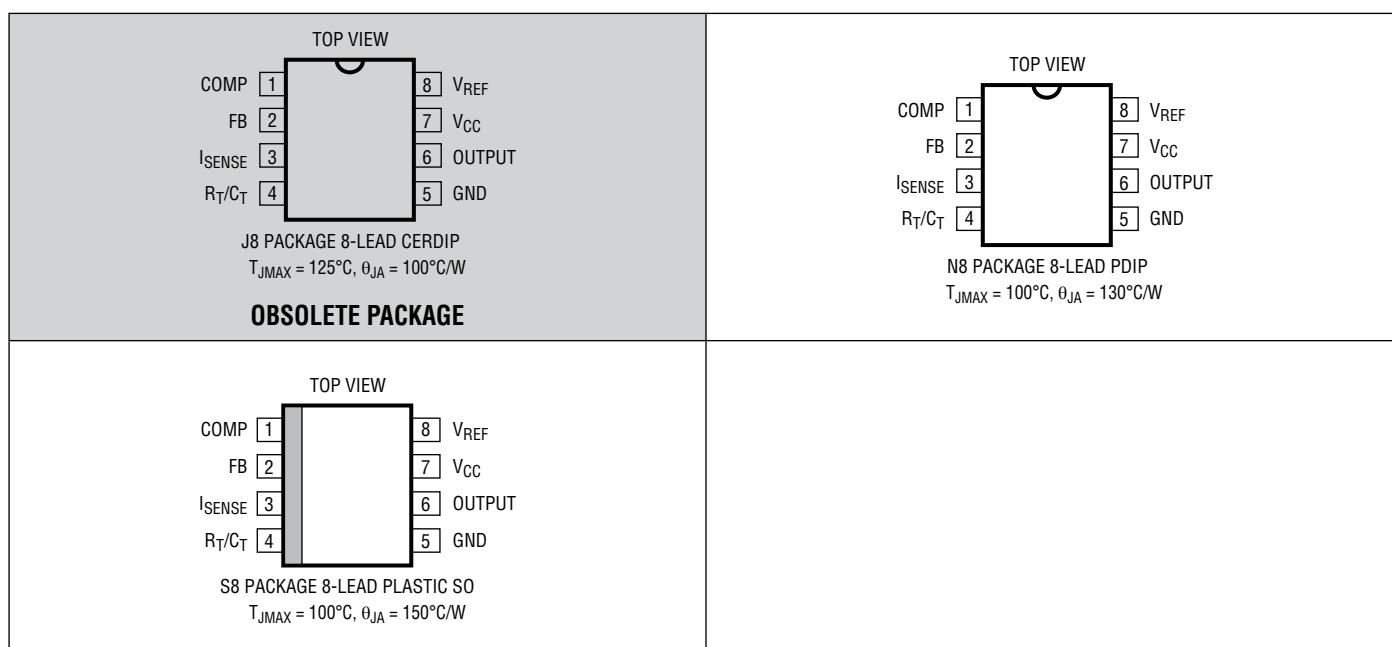 TOP VIEW
COMP 1 8 VREF
FB 2 7 VCC
ISENSE 3 6 OUTPUT
RT/CT 4 5 GND
J8 PACKAGE 8-LEAD CERDIP
TJMAX = 125°C, θJA = 100°C/W
OBSOLETE PACKAGE
TOP VIEW
COMP 1 8 VREF
FB 2 7 VCC
ISENSE 3 6 OUTPUT
RT/CT 4 5 GND
N8 PACKAGE 8-LEAD PDIP
TJMAX = 100°C, θJA = 130°C/W
TOP VIEW
COMP 1 8 VREF
FB 2 7 VCC
ISENSE 3 6 OUTPUT
RT/CT 4 5 GND
S8 PACKAGE 8-LEAD PLASTIC SO
TJMAX = 100°C, θJA = 150°C/W